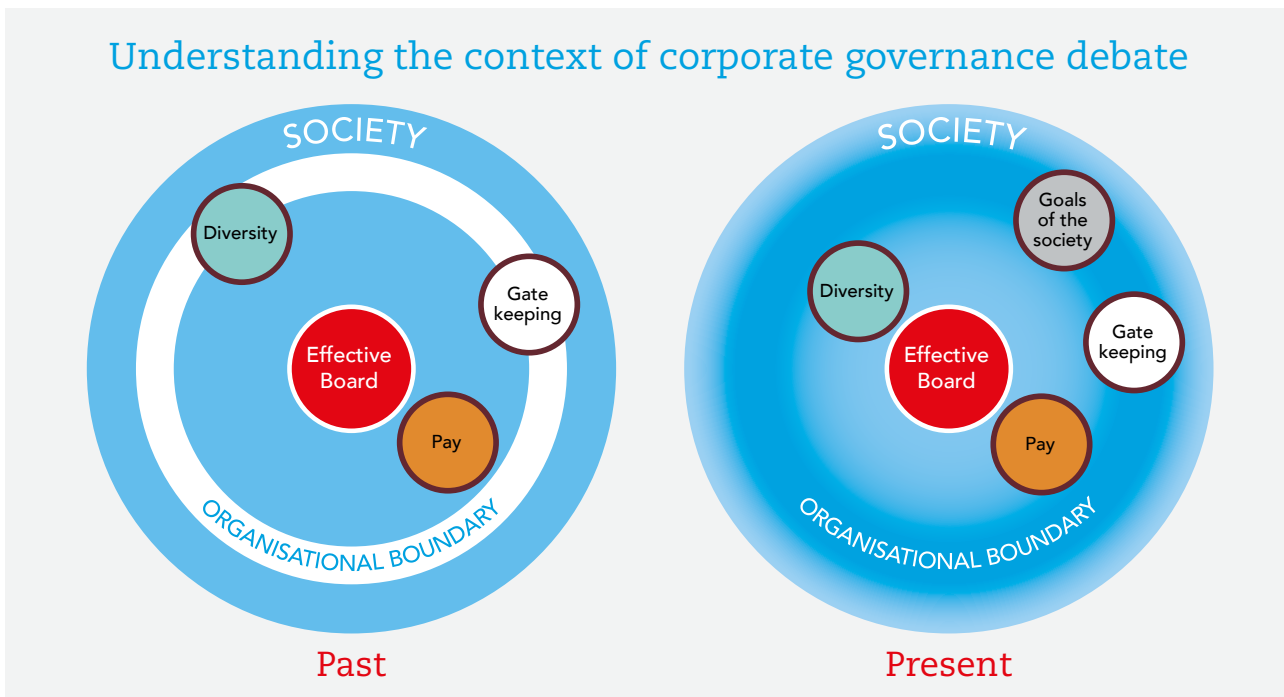 Understanding the context of corporate governance debate
SOCIETY
Diversity
Gate
keeping
Effective
Board
Pay
ORGANISATIONAL BOUNDARY
Past
SOCIETY
Goals
of the
society
Diversity
Gate
keeping
Effective
Board
Pay
ORGANISATIONAL BOUNDARY
Present